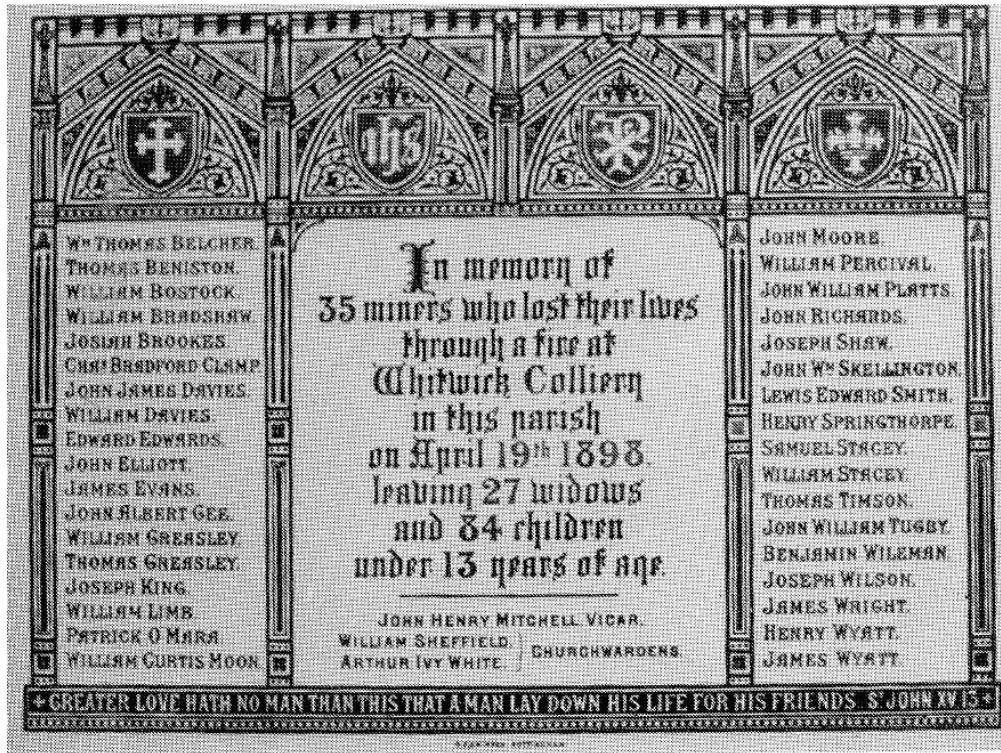 ihs
Wm THOMAS BELCHER.
THOMAS BENISTON.
WILLIAM BOSTOCK.
WILLIAM BRADSHAW.
JOSIAH BROOKES.
CHAs BRADFORD CLAMP
JOHN JAMES DAVIES.
WILLIAM DAVIES.
EDWARD EDWARDS.
JOHN ELLIOTT.
JAMES EVANS.
JOHN ALBERT GEE.
WILLIAM GREASLEY.
THOMAS GREASLEY.
JOSEPH KING.
WILLIAM LIMB
PATRICK O MARA
WILLIAM CURTIS MOON.
In memory of
35 miners who lost their lives
through a fire at
Whitwick Colliery
in this parish
on April 19th 1898.
leaving 27 widows
and 84 children
under 13 years of age.
JOHN HENRY MITCHELL VICAR.
WILLIAM SHEFFIELD.
ARTHUR IVY WHITE.
CHURCHWARDENS.
JOHN MOORE.
WILLIAM PERCIVAL.
JOHN WILLIAM PLATTS.
JOHN RICHARDS.
JOSEPH SHAW.
JOHN Wm SKELLINGTON.
LEWIS EDWARD SMITH.
HENRY SPRINGTHORPE.
SAMUEL STACEY.
WILLIAM STACEY.
THOMAS TIMSON.
JOHN WILLIAM TUGBY.
BENJAMIN WILEMAN.
JOSEPH WILSON.
JAMES WRIGHT.
HENRY WYATT.
JAMES WYATT.
+ GREATER LOVE HATH NO MAN THAN THIS THAT A MAN LAY DOWN HIS LIFE FOR HIS FRIENDS. St JOHN XV. 13 +